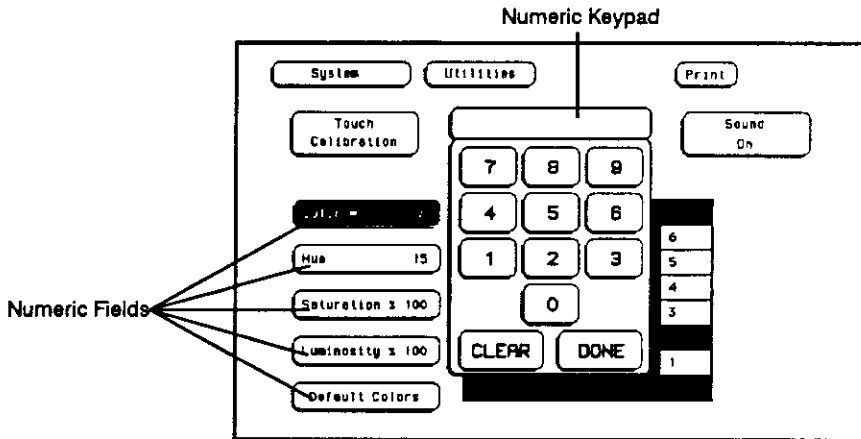 Numeric Keypad
System
Utilities
Print
Touch
Calibration
Sound
On
7 8 9
4 5 6
1 2 3
0
CLEAR DONE
Hue 15
Saturation % 100
Luminosity % 100
Default Colors
Numeric Fields
6
5
4
3
1